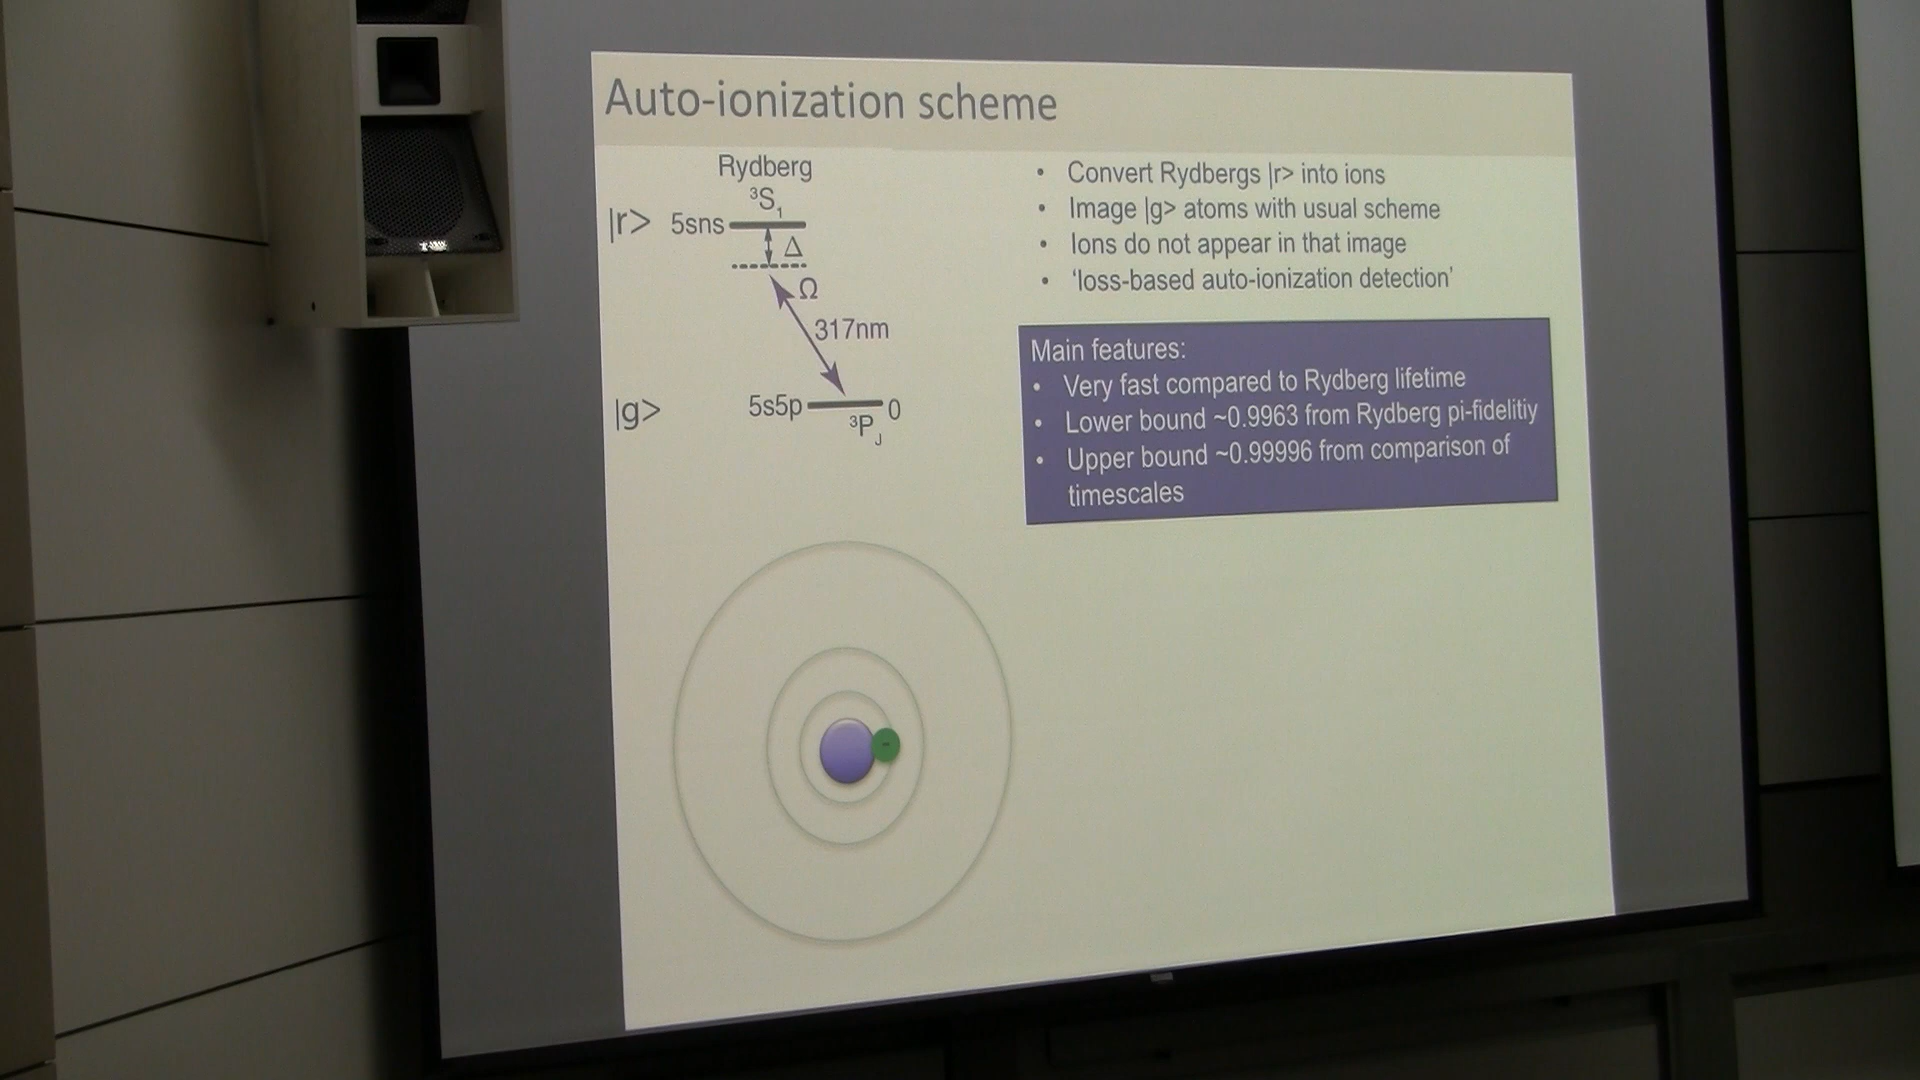 Auto-ionization scheme
Rydberg
³S₁
|r> 5sns
Δ
Ω
317nm
|g> 5s5p 0
³P_J
• Convert Rydbergs |r> into ions
• Image |g> atoms with usual scheme
• Ions do not appear in that image
• ‘loss-based auto-ionization detection’
Main features:
• Very fast compared to Rydberg lifetime
• Lower bound ~0.9963 from Rydberg pi-fidelitiy
• Upper bound ~0.99996 from comparison of
timescales
-